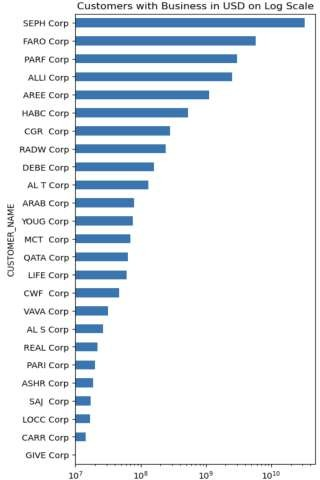 Customers with Business in USD on Log Scale
SEPH Corp
FARO Corp
PARF Corp
ALLI Corp
AREE Corp
HABC Corp
CGR  Corp
RADW Corp
DEBE Corp
AL T Corp
ARAB Corp
YOUG Corp
MCT  Corp
QATA Corp
LIFE Corp
CWF  Corp
VAVA Corp
AL S Corp
REAL Corp
PARI Corp
ASHR Corp
SAJ  Corp
LOCC Corp
CARR Corp
GIVE Corp
CUSTOMER_NAME
10⁷ 10⁸ 10⁹ 10¹⁰